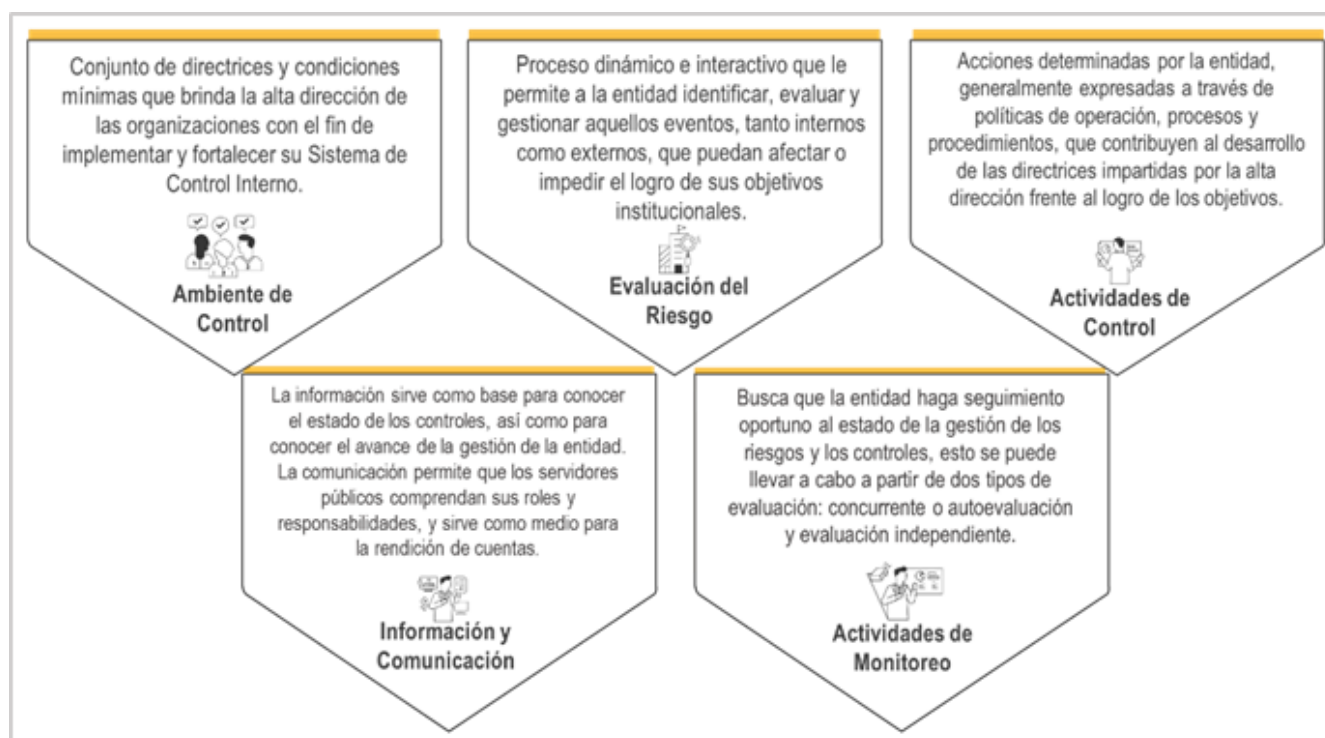 Conjunto de directrices y condiciones
mínimas que brinda la alta dirección de
las organizaciones con el fin de
implementar y fortalecer su Sistema de
Control Interno.
Ambiente de
Control
Proceso dinámico e interactivo que le
permite a la entidad identificar, evaluar y
gestionar aquellos eventos, tanto internos
como externos, que puedan afectar o
impedir el logro de sus objetivos
institucionales.
Evaluación del
Riesgo
Acciones determinadas por la entidad,
generalmente expresadas a través de
políticas de operación, procesos y
procedimientos, que contribuyen al desarrollo
de las directrices impartidas por la alta
dirección frente al logro de los objetivos.
Actividades de
Control
La información sirve como base para conocer
el estado de los controles, así como para
conocer el avance de la gestión de la entidad.
La comunicación permite que los servidores
públicos comprendan sus roles y
responsabilidades, y sirve como medio para
la rendición de cuentas.
Información y
Comunicación
Busca que la entidad haga seguimiento
oportuno al estado de la gestión de los
riesgos y los controles, esto se puede
llevar a cabo a partir de dos tipos de
evaluación: concurrente o autoevaluación
y evaluación independiente.
Actividades de
Monitoreo